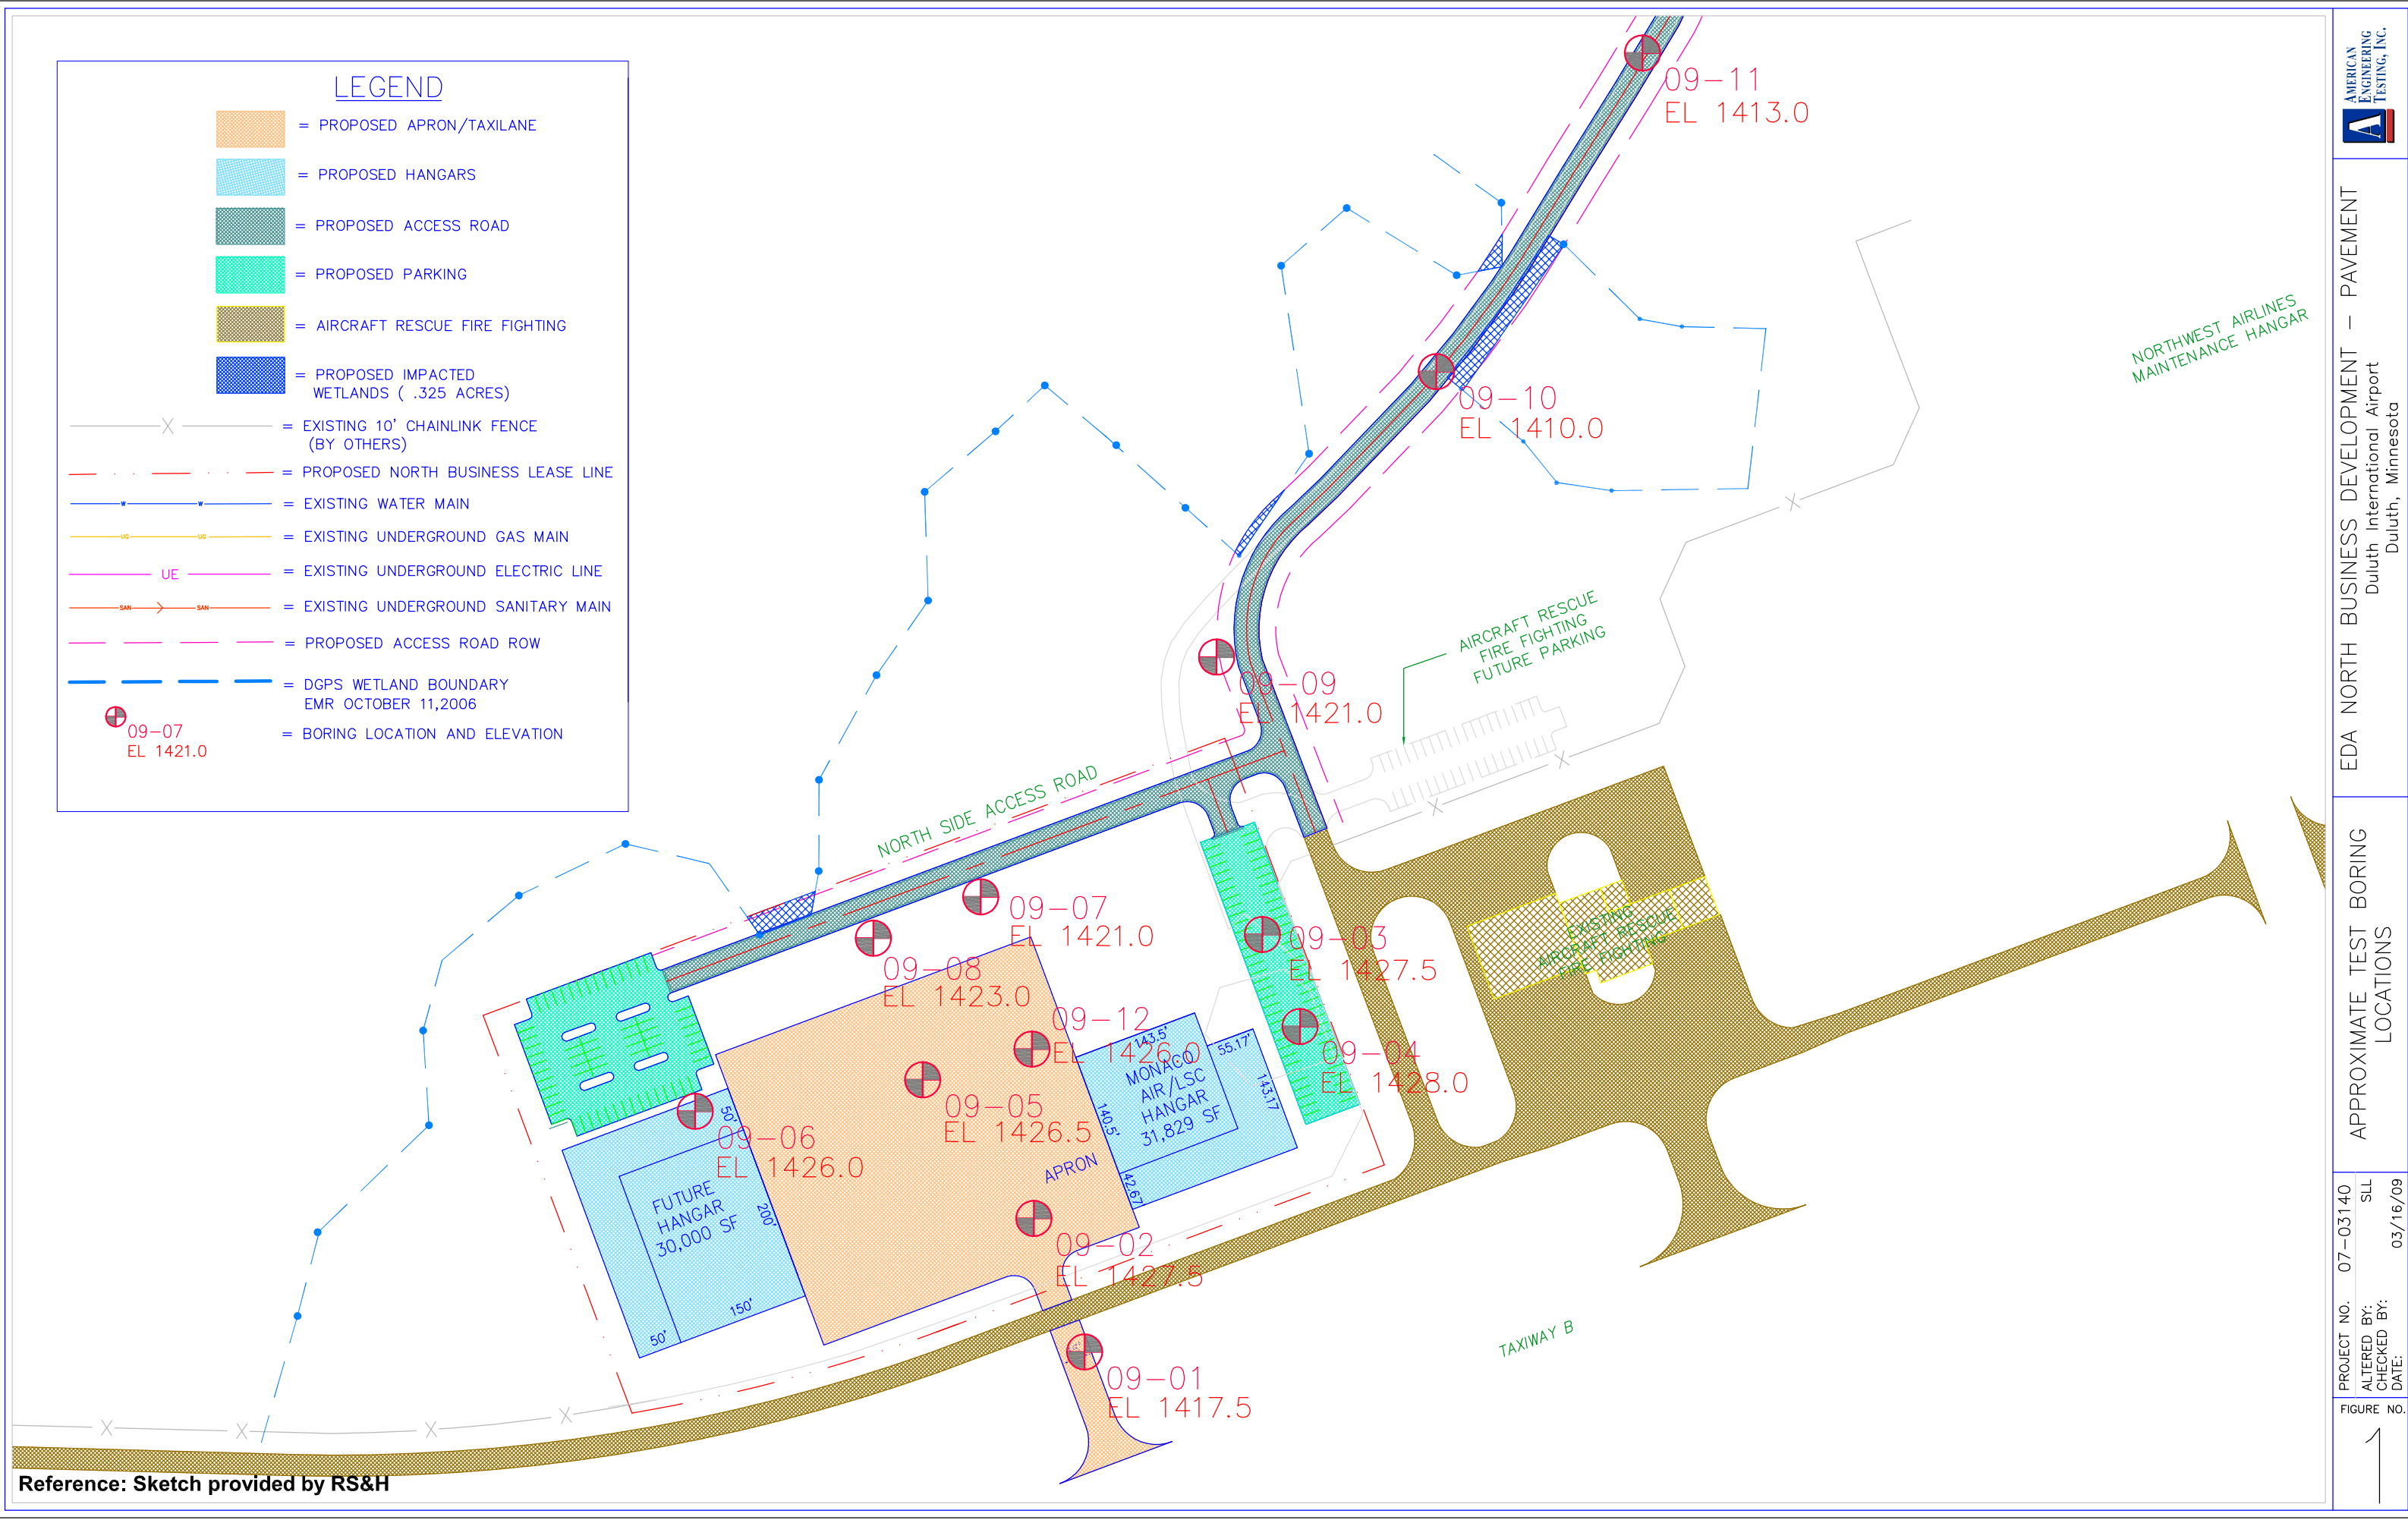 LEGEND
= PROPOSED APRON/TAXILANE
= PROPOSED HANGARS
= PROPOSED ACCESS ROAD
= PROPOSED PARKING
= AIRCRAFT RESCUE FIRE FIGHTING
= PROPOSED IMPACTED
WETLANDS ( .325 ACRES)
X
= EXISTING 10' CHAINLINK FENCE
(BY OTHERS)
= PROPOSED NORTH BUSINESS LEASE LINE
W W
= EXISTING WATER MAIN
UG UG
= EXISTING UNDERGROUND GAS MAIN
UE
= EXISTING UNDERGROUND ELECTRIC LINE
SAN SAN
= EXISTING UNDERGROUND SANITARY MAIN
= PROPOSED ACCESS ROAD ROW
= DGPS WETLAND BOUNDARY
EMR OCTOBER 11,2006
09-07
EL 1421.0
= BORING LOCATION AND ELEVATION
09-11
EL 1413.0
09-10
EL 1410.0
NORTHWEST AIRLINES
MAINTENANCE HANGAR
AIRCRAFT RESCUE
FIRE FIGHTING
FUTURE PARKING
09-09
EL 1421.0
NORTH SIDE ACCESS ROAD
09-07
EL 1421.0
09-08
EL 1423.0
09-03
EL 1427.5
EXISTING
AIRCRAFT RESCUE
FIRE FIGHTING
09-12
EL 1426.0
09-04
EL 1428.0
09-05
EL 1426.5
143.5'
55.17'
143.17
140.5'
42.67
MONACO
AIR/LSC
HANGAR
31,829 SF
APRON
09-06
EL 1426.0
50'
200'
FUTURE
HANGAR
30,000 SF
150'
50'
09-02
EL 1427.5
09-01
EL 1417.5
TAXIWAY B
X X X X
X X X
Reference: Sketch provided by RS&H
A
AMERICAN
ENGINEERING
TESTING, INC.
EDA NORTH BUSINESS DEVELOPMENT - PAVEMENT
Duluth International Airport
Duluth, Minnesota
APPROXIMATE TEST BORING
LOCATIONS
PROJECT NO. 07-03140
ALTERED BY: SLL
CHECKED BY:
DATE: 03/16/09
FIGURE NO.
1